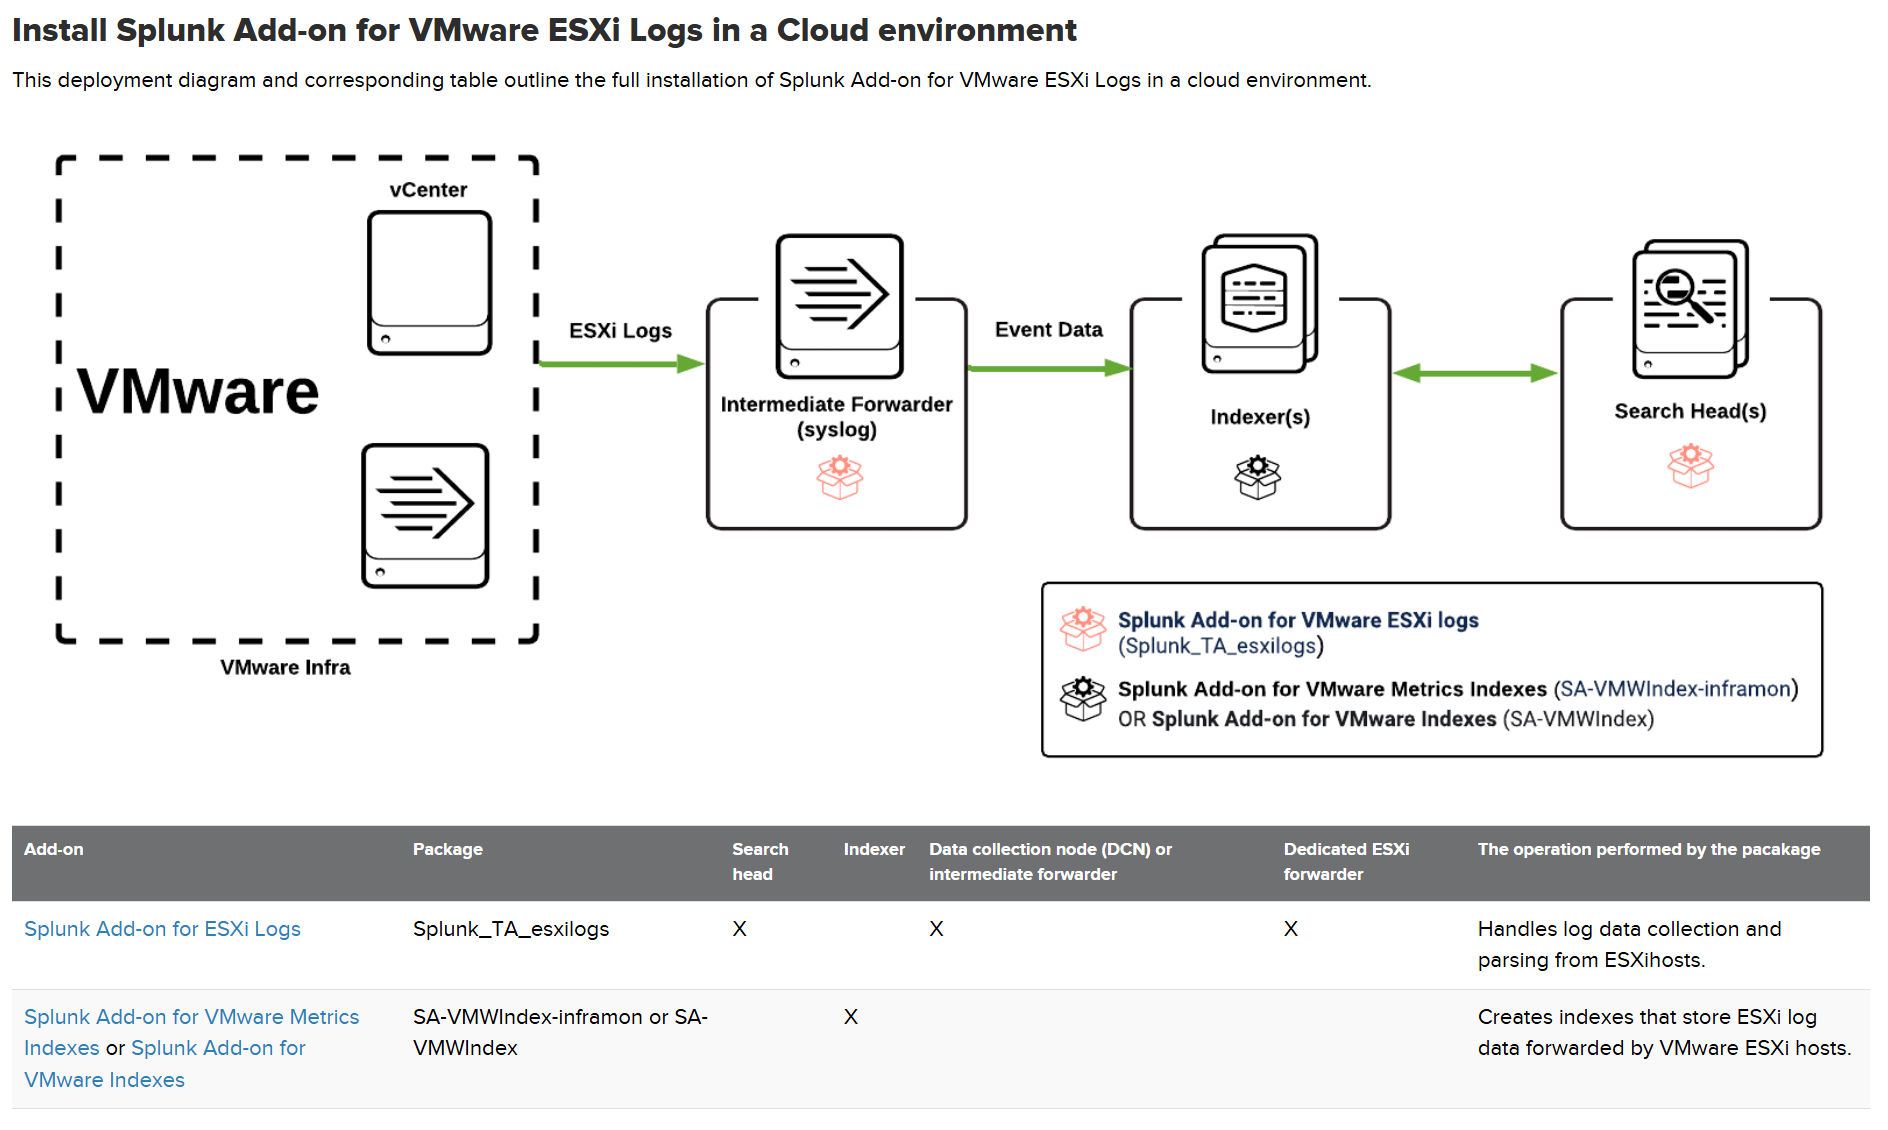 Install Splunk Add-on for VMware ESXi Logs in a Cloud environment
This deployment diagram and corresponding table outline the full installation of Splunk Add-on for VMware ESXi Logs in a cloud environment.
vCenter
VMware
VMware Infra
ESXi Logs
Intermediate Forwarder
(syslog)
Event Data
Indexer(s)
Search Head(s)
Splunk Add-on for VMware ESXi logs
(Splunk_TA_esxilogs)
Splunk Add-on for VMware Metrics Indexes (SA-VMWIndex-inframon)
OR Splunk Add-on for VMware Indexes (SA-VMWIndex)
Add-on
Package
Search
head
Indexer
Data collection node (DCN) or
intermediate forwarder
Dedicated ESXi
forwarder
The operation performed by the pacakage
Splunk Add-on for ESXi Logs
Splunk_TA_esxilogs
X
X
X
Handles log data collection and
parsing from ESXihosts.
Splunk Add-on for VMware Metrics
Indexes or Splunk Add-on for
VMware Indexes
SA-VMWIndex-inframon or SA-
VMWIndex
X
Creates indexes that store ESXi log
data forwarded by VMware ESXi hosts.